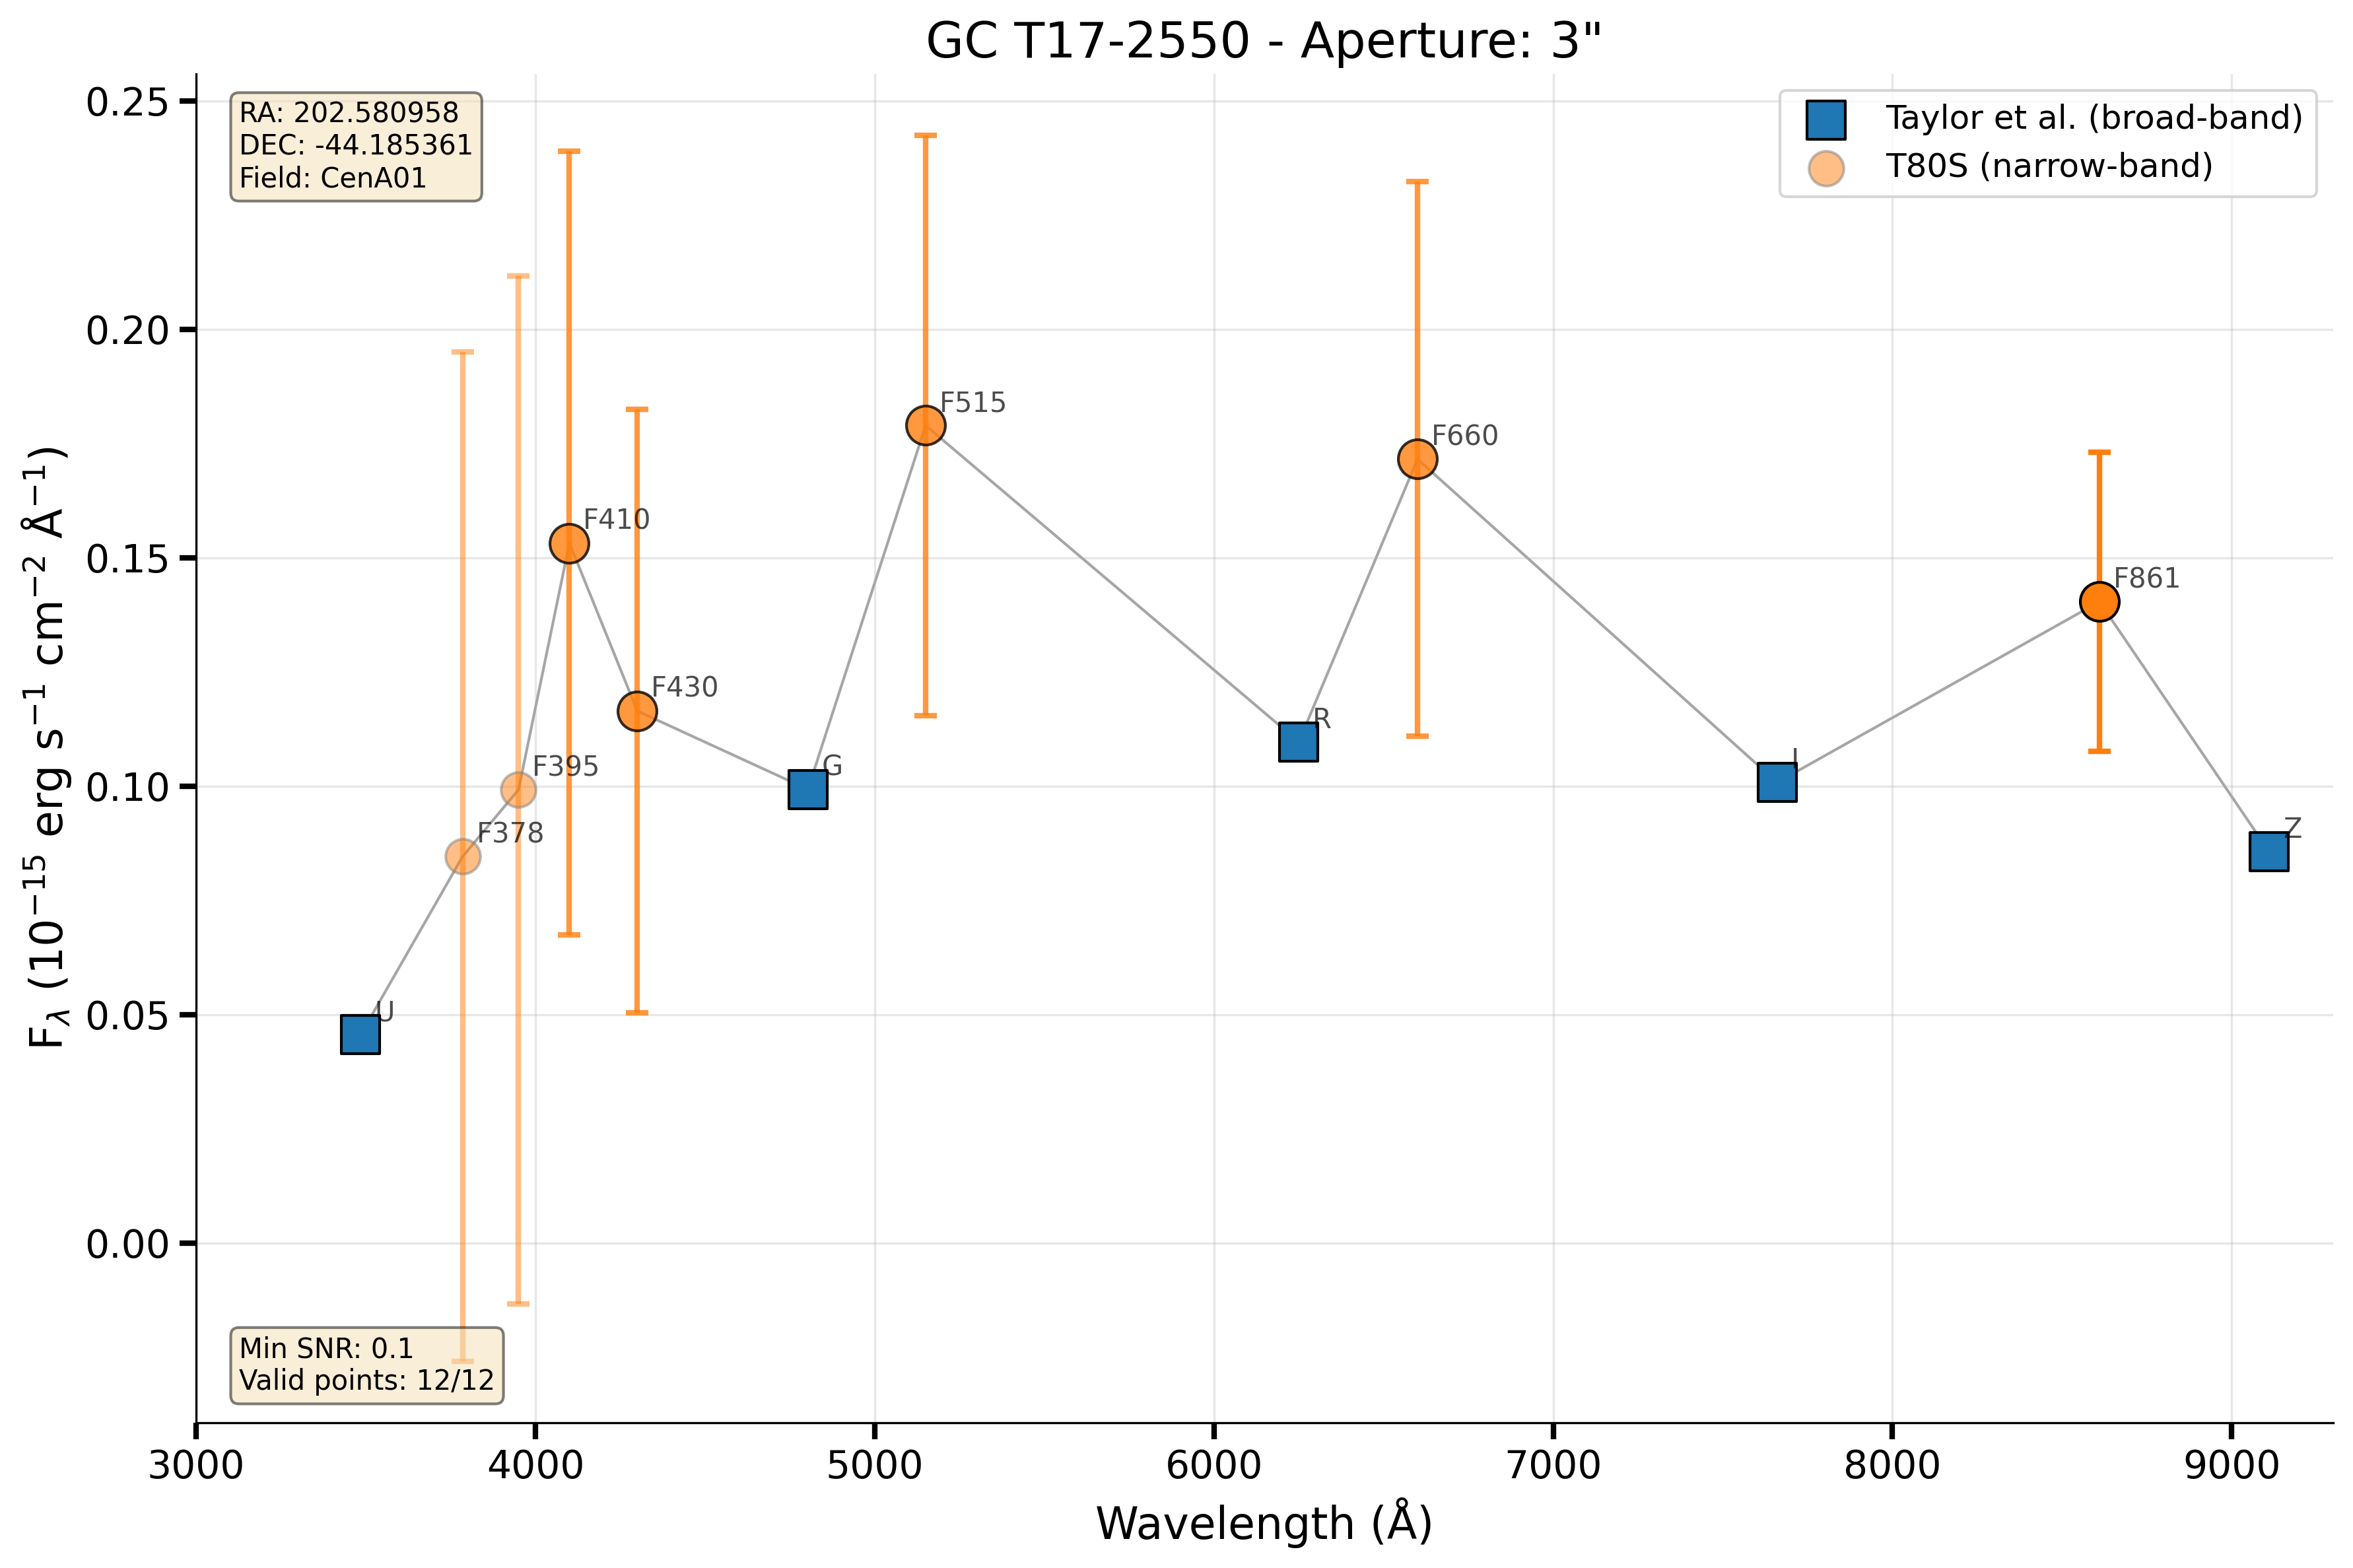 GC T17-2550 - Aperture: 3"
RA: 202.580958
DEC: -44.185361
Field: CenA01
Taylor et al. (broad-band)
T80S (narrow-band)
0.25
0.20
0.15
0.10
0.05
0.00
F_λ (10⁻¹⁵ erg s⁻¹ cm⁻² Å⁻¹)
U
F378
F395
F410
F430
G
F515
R
F660
I
F861
Z
Min SNR: 0.1
Valid points: 12/12
3000 4000 5000 6000 7000 8000 9000
Wavelength (Å)